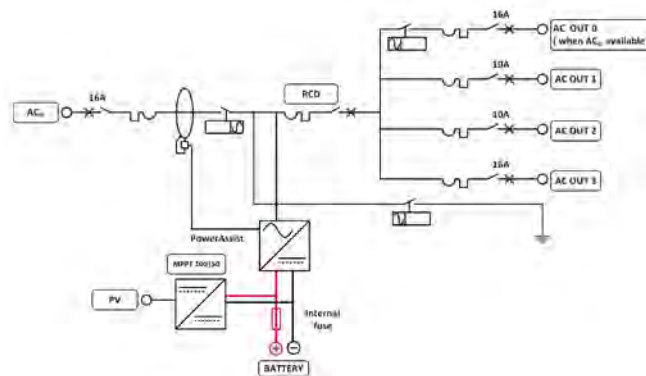 16A
AC OUT 0
( when ACin available
10A
AC OUT 1
16A
RCD
ACin
10A
AC OUT 2
16A
AC OUT 3
PowerAssist
MPPT 100|50
PV
Internal
fuse
BATTERY